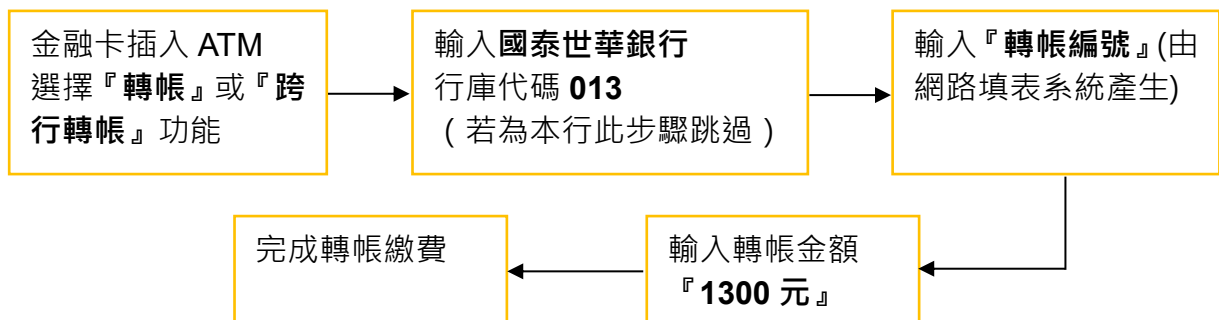 金融卡插入 ATM
選擇『轉帳』或『跨
行轉帳』功能
輸入國泰世華銀行
行庫代碼 013
（若為本行此步驟跳過）
輸入『轉帳編號』(由
網路填表系統產生)
輸入轉帳金額
『1300 元』
完成轉帳繳費